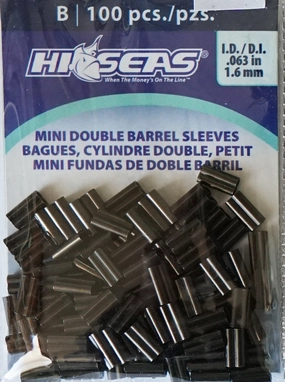 B | 100 pcs./pzs.
HI-SEAS®
When The Money's On The Line™
I.D. / D.I.
.063 in
1.6 mm
MINI DOUBLE BARREL SLEEVES
BAGUES, CYLINDRE DOUBLE, PETIT
MINI FUNDAS DE DOBLE BARRIL